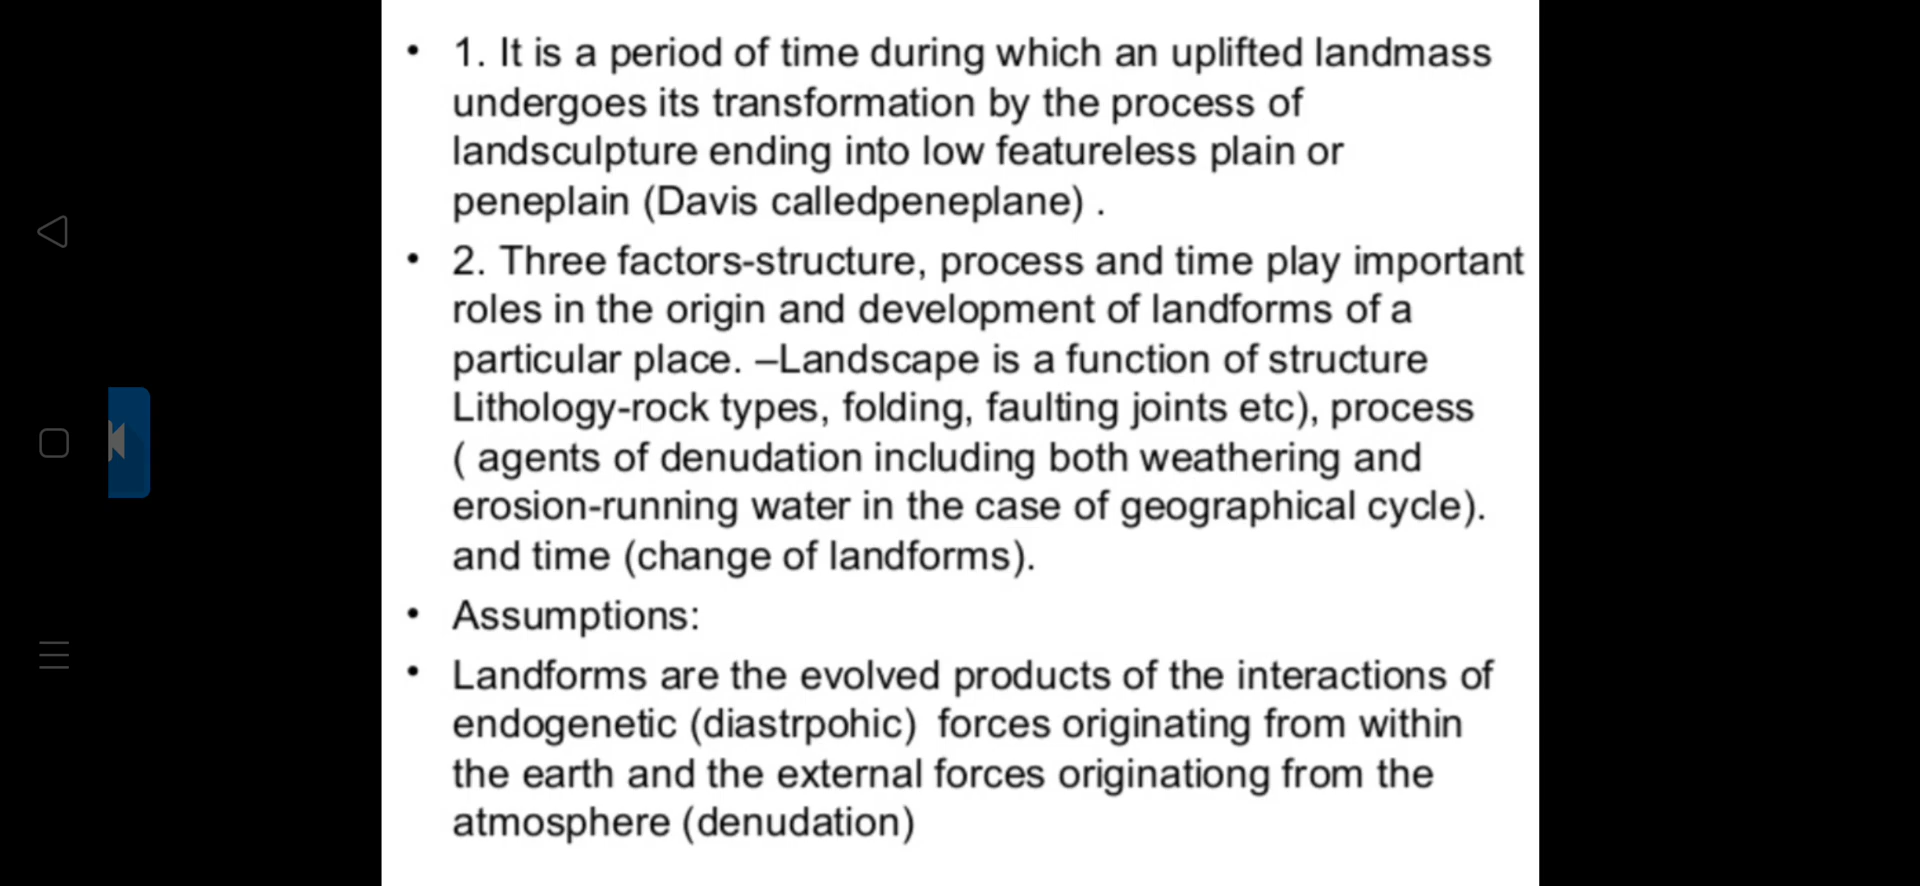 • 1. It is a period of time during which an uplifted landmass
undergoes its transformation by the process of
landsculpture ending into low featureless plain or
peneplain (Davis calledpeneplane) .
• 2. Three factors-structure, process and time play important
roles in the origin and development of landforms of a
particular place. –Landscape is a function of structure
Lithology-rock types, folding, faulting joints etc), process
( agents of denudation including both weathering and
erosion-running water in the case of geographical cycle).
and time (change of landforms).
• Assumptions:
• Landforms are the evolved products of the interactions of
endogenetic (diastrpohic)  forces originating from within
the earth and the external forces originationg from the
atmosphere (denudation)